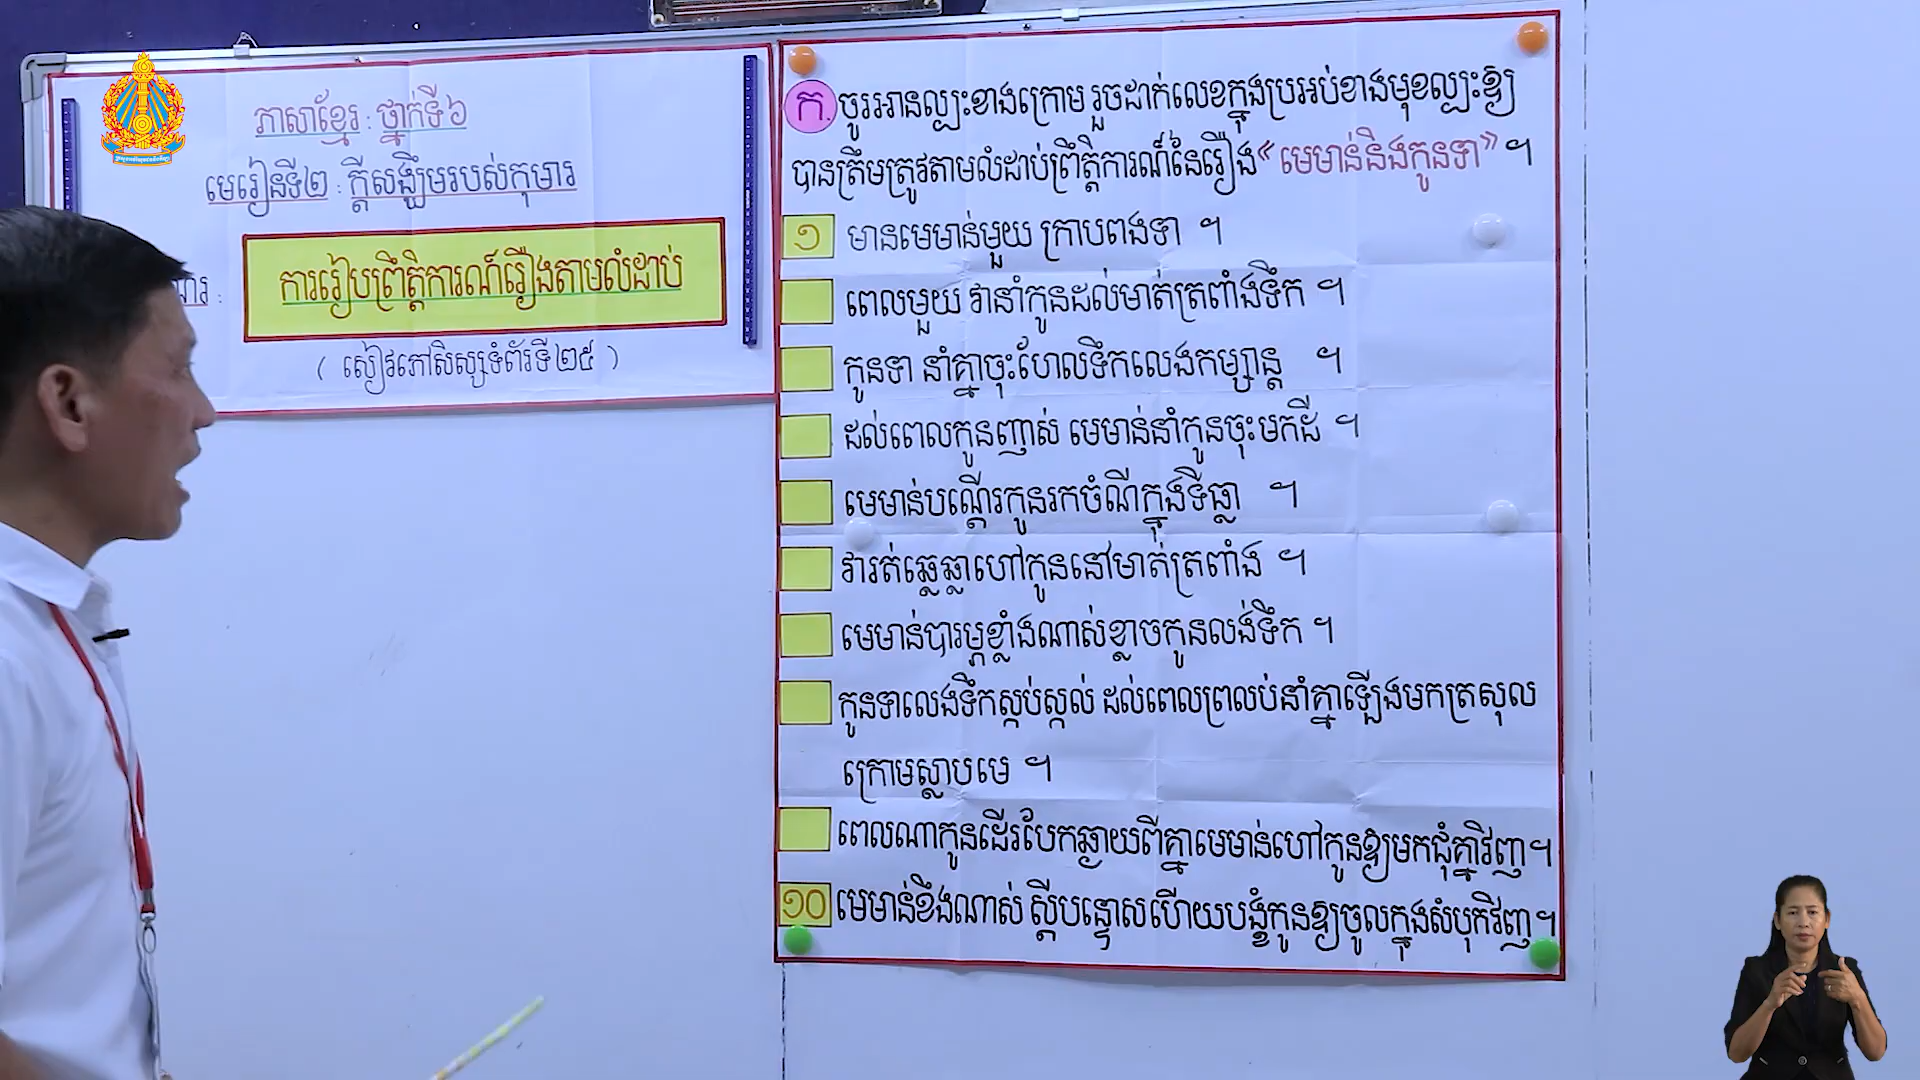 ភាសាខ្មែរ : ថ្នាក់ទី៦
មេរៀនទី២ : ក្ដីសង្ឃឹមរបស់កុមារ
ការរៀបព្រឹត្តិការណ៍រឿងតាមលំដាប់
( សៀវភៅសិស្សទំព័រទី២៥ )
ក. ចូរអានល្បះខាងក្រោម រួចដាក់លេខក្នុងប្រអប់ខាងមុខល្បះឱ្យ
បានត្រឹមត្រូវតាមលំដាប់ព្រឹត្តិការណ៍នៃរឿង“ មេមាន់និងកូនទា” ។
១ មានមេមាន់មួយ ក្រាបពងទា ។
ពេលមួយ វានាំកូនដល់មាត់ត្រពាំងទឹក ។
កូនទា នាំគ្នាចុះហែលទឹកលេងកម្សាន្ត ។
ដល់ពេលកូនញាស់ មេមាន់នាំកូនចុះមកដី ។
មេមាន់បណ្ដើរកូនរកចំណីក្នុងទីធ្លា ។
វារត់ឆ្លេឆ្លាហៅកូននៅមាត់ត្រពាំង ។
មេមាន់បារម្ភខ្លាំងណាស់ខ្លាចកូនលង់ទឹក ។
កូនទាលេងទឹកស្កប់ស្កល់ ដល់ពេលព្រលប់នាំគ្នាឡើងមកត្រសុល
ក្រោមស្លាបមេ ។
ពេលណាកូនដើរបែកឆ្ងាយពីគ្នាមេមាន់ហៅកូនឱ្យមកជុំគ្នាវិញ។
១០ មេមាន់ខឹងណាស់ ស្ដីបន្ទោសហើយបង្ខំកូនឱ្យចូលក្នុងសំបុកវិញ។